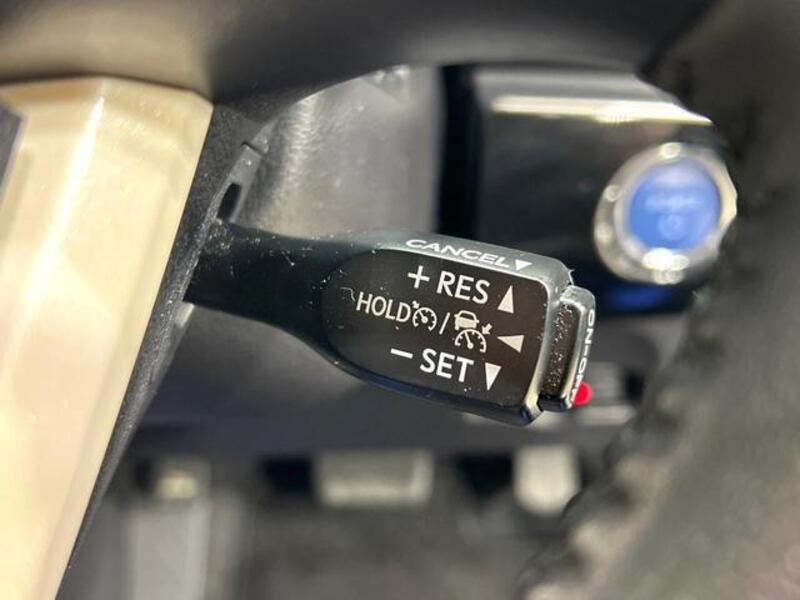 CANCEL▼
+ RES ▲
HOLD / ◀
− SET ▼
ON-OFF